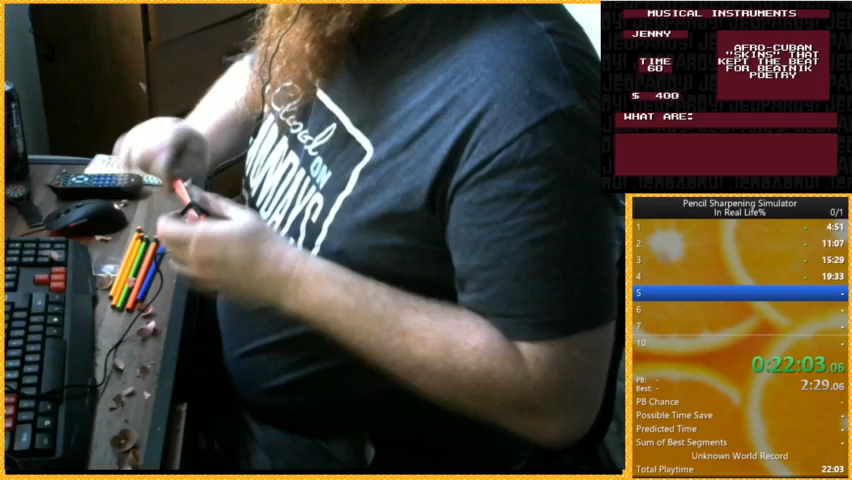 MUSICAL INSTRUMENTS
JENNY
TIME
60
$ 400
AFRO-CUBAN
"SKINS" THAT
KEPT THE BEAT
FOR BEATNIK
POETRY
WHAT ARE:
Closed
ON
MONDAYS
Pencil Sharpening Simulator
In Real Life%
0/1
1 - 4:51
2 - 11:07
3 - 15:29
4 - 19:33
5 -
6 -
7 -
10 -
0:22:03.06
PB: -
Best: -
2:29.06
PB Chance -
Possible Time Save -
Predicted Time -
Sum of Best Segments -
Unknown World Record
Total Playtime 22:03